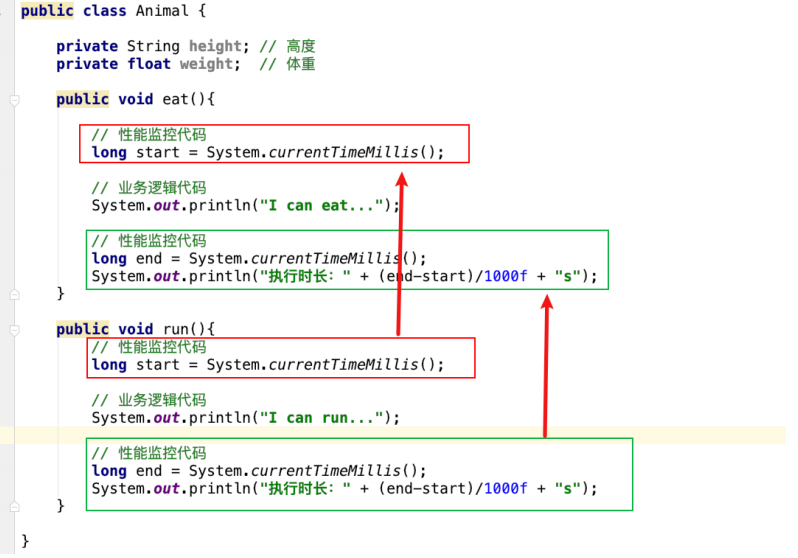 public class Animal {
private String height; // 高度
private float weight;  // 体重
public void eat(){
// 性能监控代码
long start = System.currentTimeMillis();
// 业务逻辑代码
System.out.println("I can eat...");
// 性能监控代码
long end = System.currentTimeMillis();
System.out.println("执行时长：" + (end-start)/1000f + "s");
}
public void run(){
// 性能监控代码
long start = System.currentTimeMillis();
// 业务逻辑代码
System.out.println("I can run...");
// 性能监控代码
long end = System.currentTimeMillis();
System.out.println("执行时长：" + (end-start)/1000f + "s");
}
}